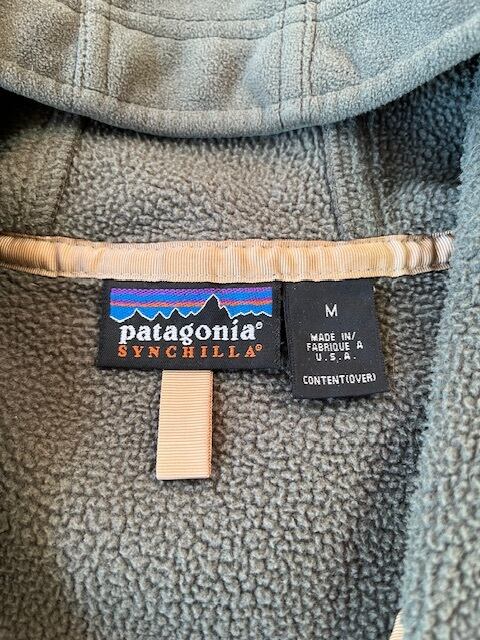 patagonia®
SYNCHILLA®
M
MADE IN/
FABRIQUE A
U.S.A.
CONTENT(OVER)